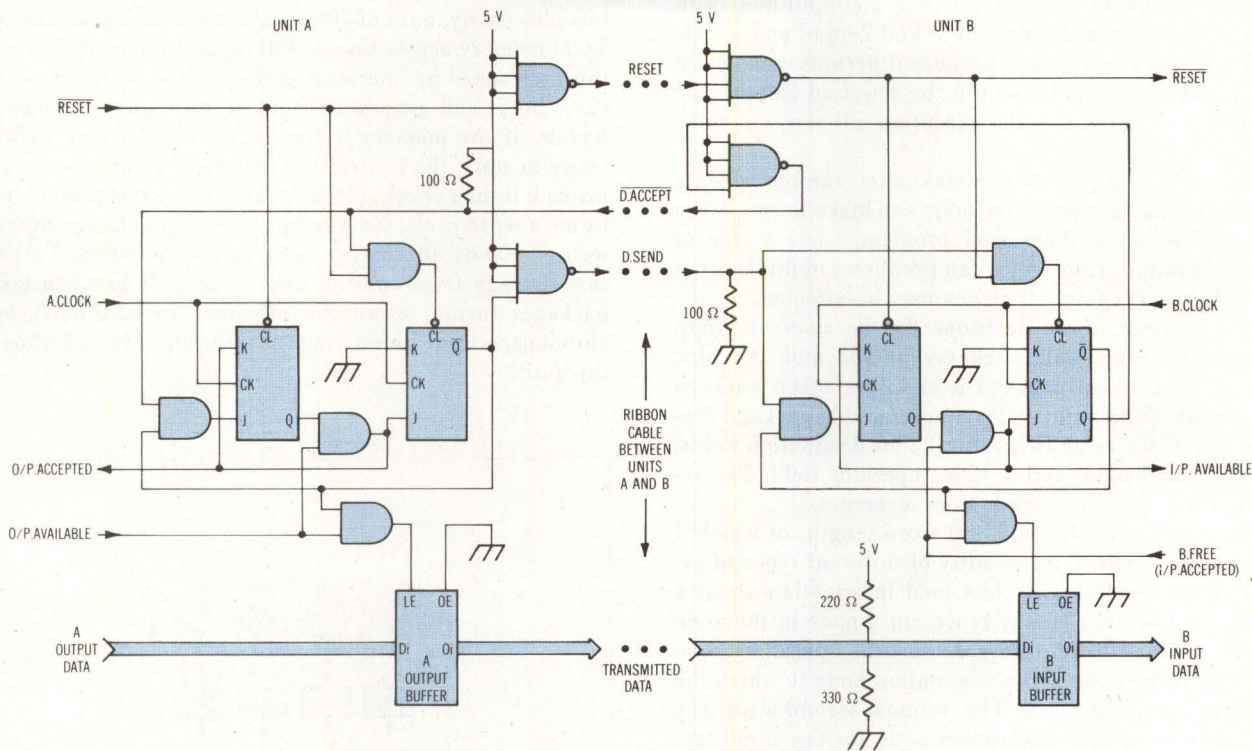 UNIT A
5 V
RESET
5 V
UNIT B
RESET
RESET
100 Ω
D.ACCEPT
D.SEND
A.CLOCK
100 Ω
B.CLOCK
CL
K
CK
J
Q
CL
K
Q
CK
J
RIBBON
CABLE
BETWEEN
UNITS
A AND B
CL
K
CK
J
Q
CL
K
Q
CK
J
O/P.ACCEPTED
I/P.AVAILABLE
O/P.AVAILABLE
B.FREE
(i/P.ACCEPTED)
5 V
220 Ω
330 Ω
A
OUTPUT
DATA
LE
OE
Di
Oi
A
OUTPUT
BUFFER
TRANSMITTED
DATA
LE
OE
Di
Oi
B
INPUT
BUFFER
B
INPUT
DATA